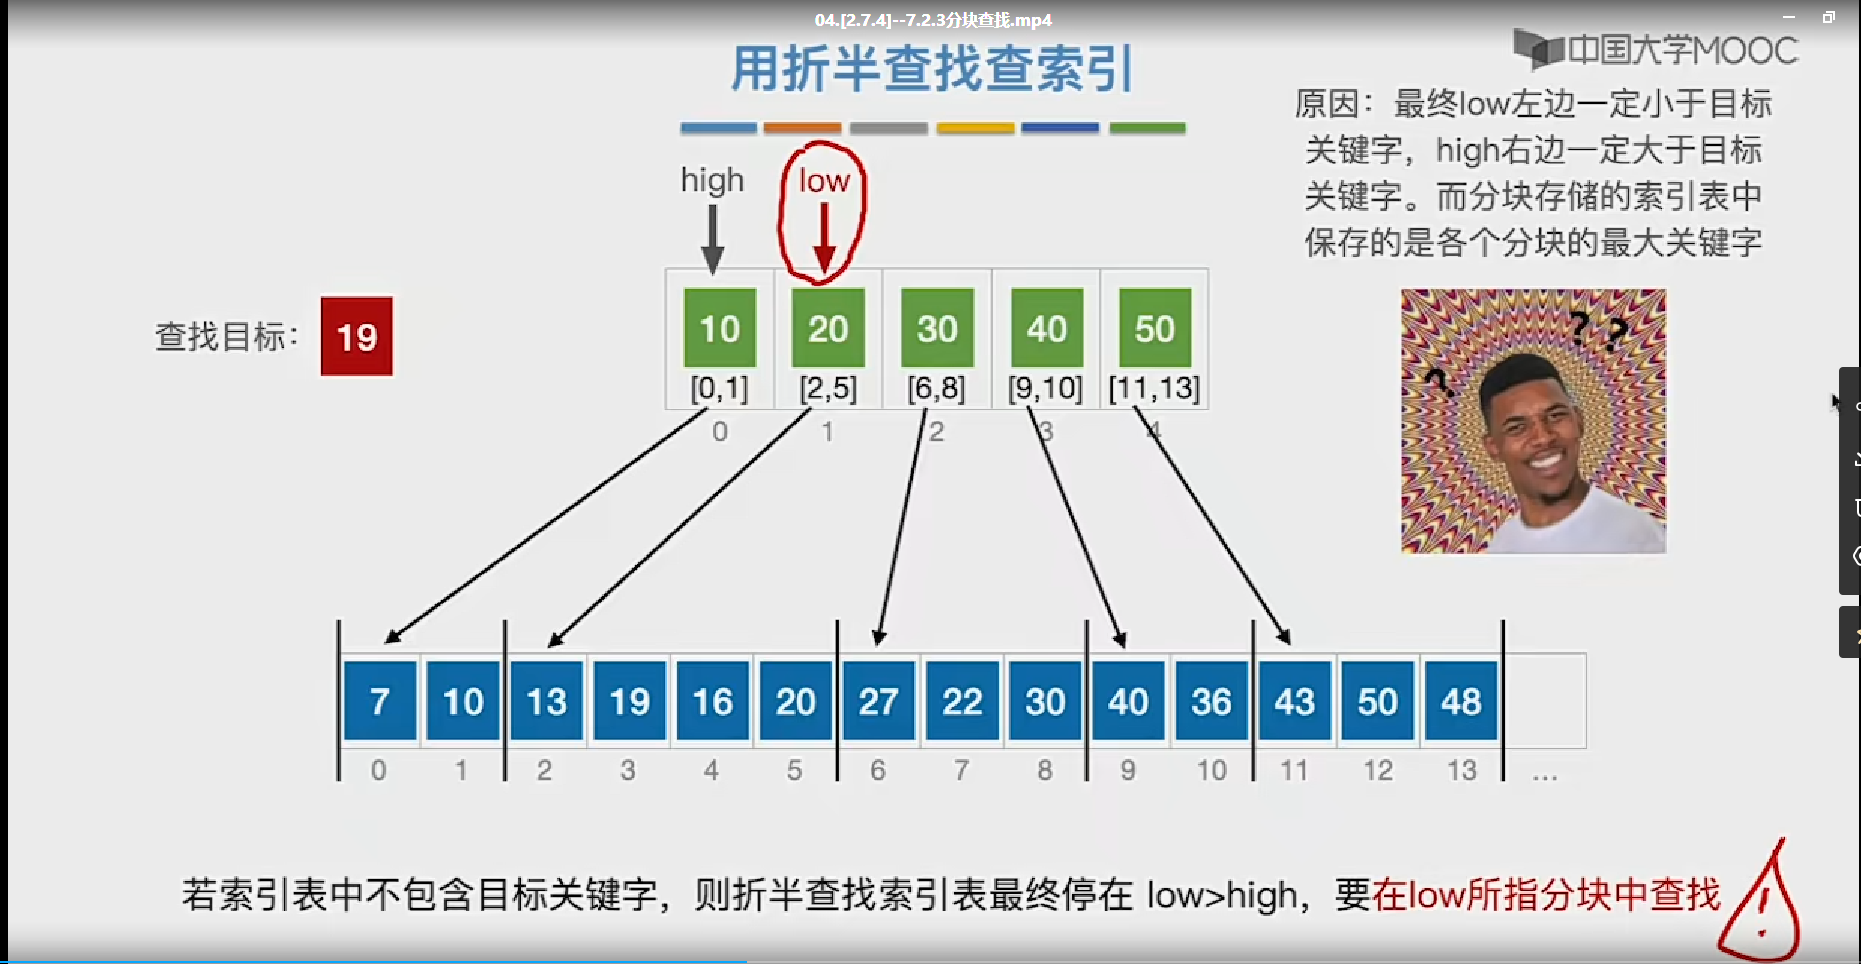 04.[2.7.4]--7.2.3分块查找.mp4
中国大学MOOC
用折半查找查索引
原因：最终low左边一定小于目标
关键字，high右边一定大于目标
关键字。而分块存储的索引表中
保存的是各个分块的最大关键字
high low
查找目标： 19
10 20 30 40 50
[0,1] [2,5] [6,8] [9,10] [11,13]
0 1 2 3 4
? ? ?
7 10 13 19 16 20 27 22 30 40 36 43 50 48
0 1 2 3 4 5 6 7 8 9 10 11 12 13 ...
若索引表中不包含目标关键字，则折半查找索引表最终停在 low>high，要在low所指分块中查找
!